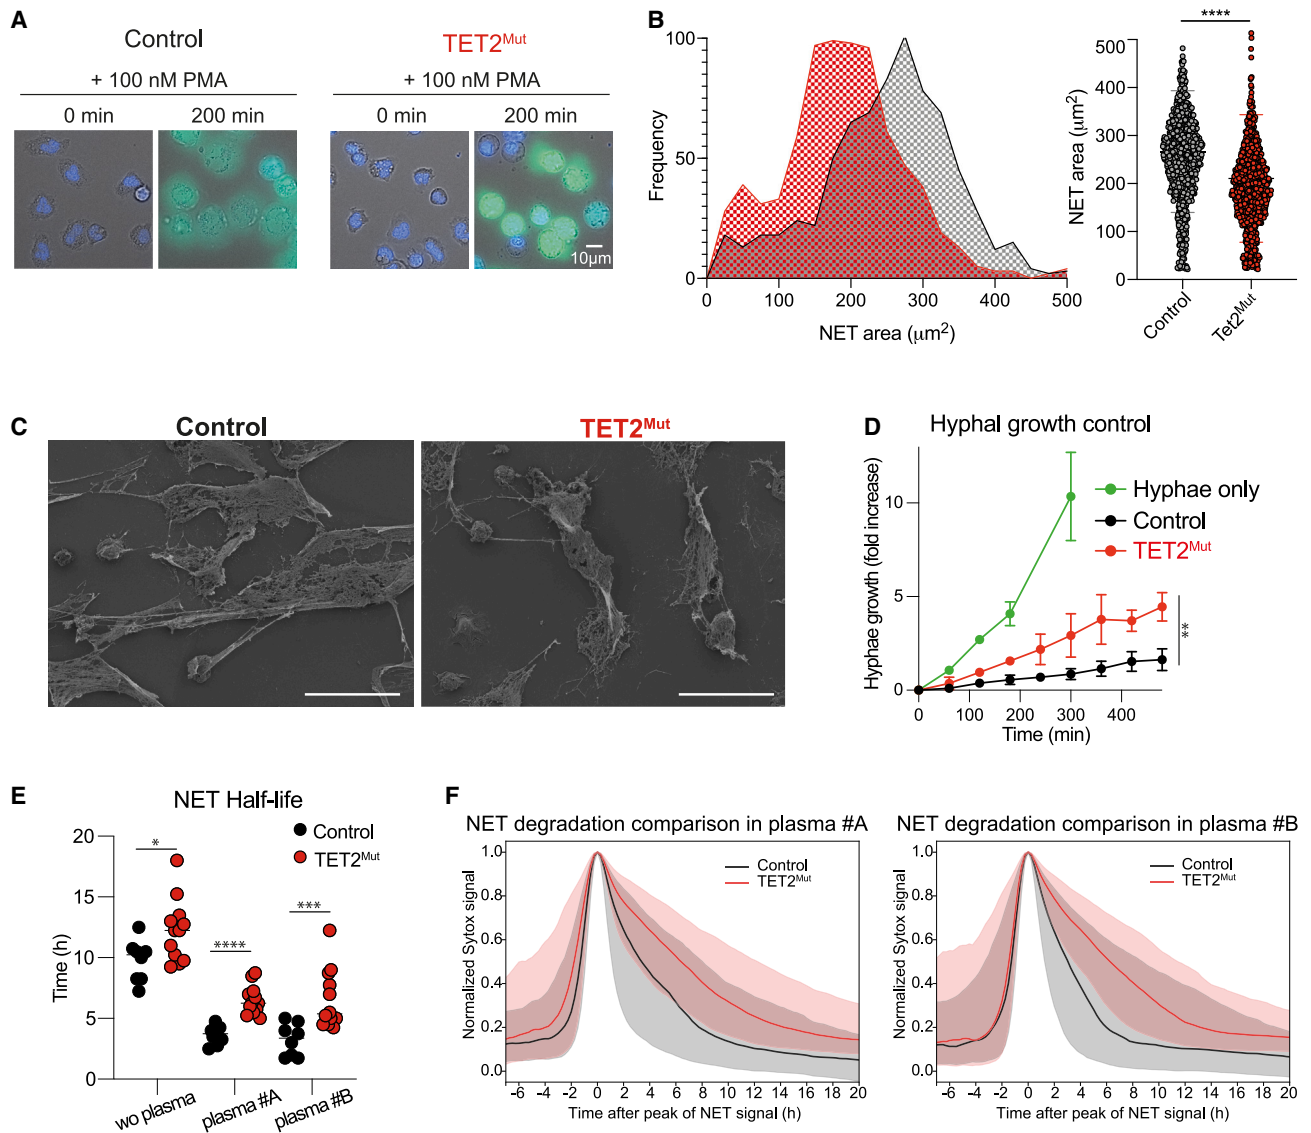 A
Control
TET2Mut
+ 100 nM PMA
+ 100 nM PMA
0 min
200 min
0 min
200 min
10µm
B
Frequency
100
50
0
0
100
200
300
400
500
NET area (µm2)
****
NET area (µm2)
500
400
300
200
100
0
Control
Tet2Mut
C
Control
TET2Mut
D
Hyphal growth control
Hyphae growth (fold increase)
10
5
0
0
100
200
300
400
Time (min)
Hyphae only
Control
TET2Mut
**
E
NET Half-life
Control
TET2Mut
Time (h)
20
15
10
5
0
*
****
***
wo plasma
plasma #A
plasma #B
F
NET degradation comparison in plasma #A
Normalized Sytox signal
1.0
0.8
0.6
0.4
0.2
0.0
Control
TET2Mut
-6 -4 -2 0 2 4 6 8 10 12 14 16 18 20
Time after peak of NET signal (h)
NET degradation comparison in plasma #B
Normalized Sytox signal
1.0
0.8
0.6
0.4
0.2
0.0
Control
TET2Mut
-6 -4 -2 0 2 4 6 8 10 12 14 16 18 20
Time after peak of NET signal (h)